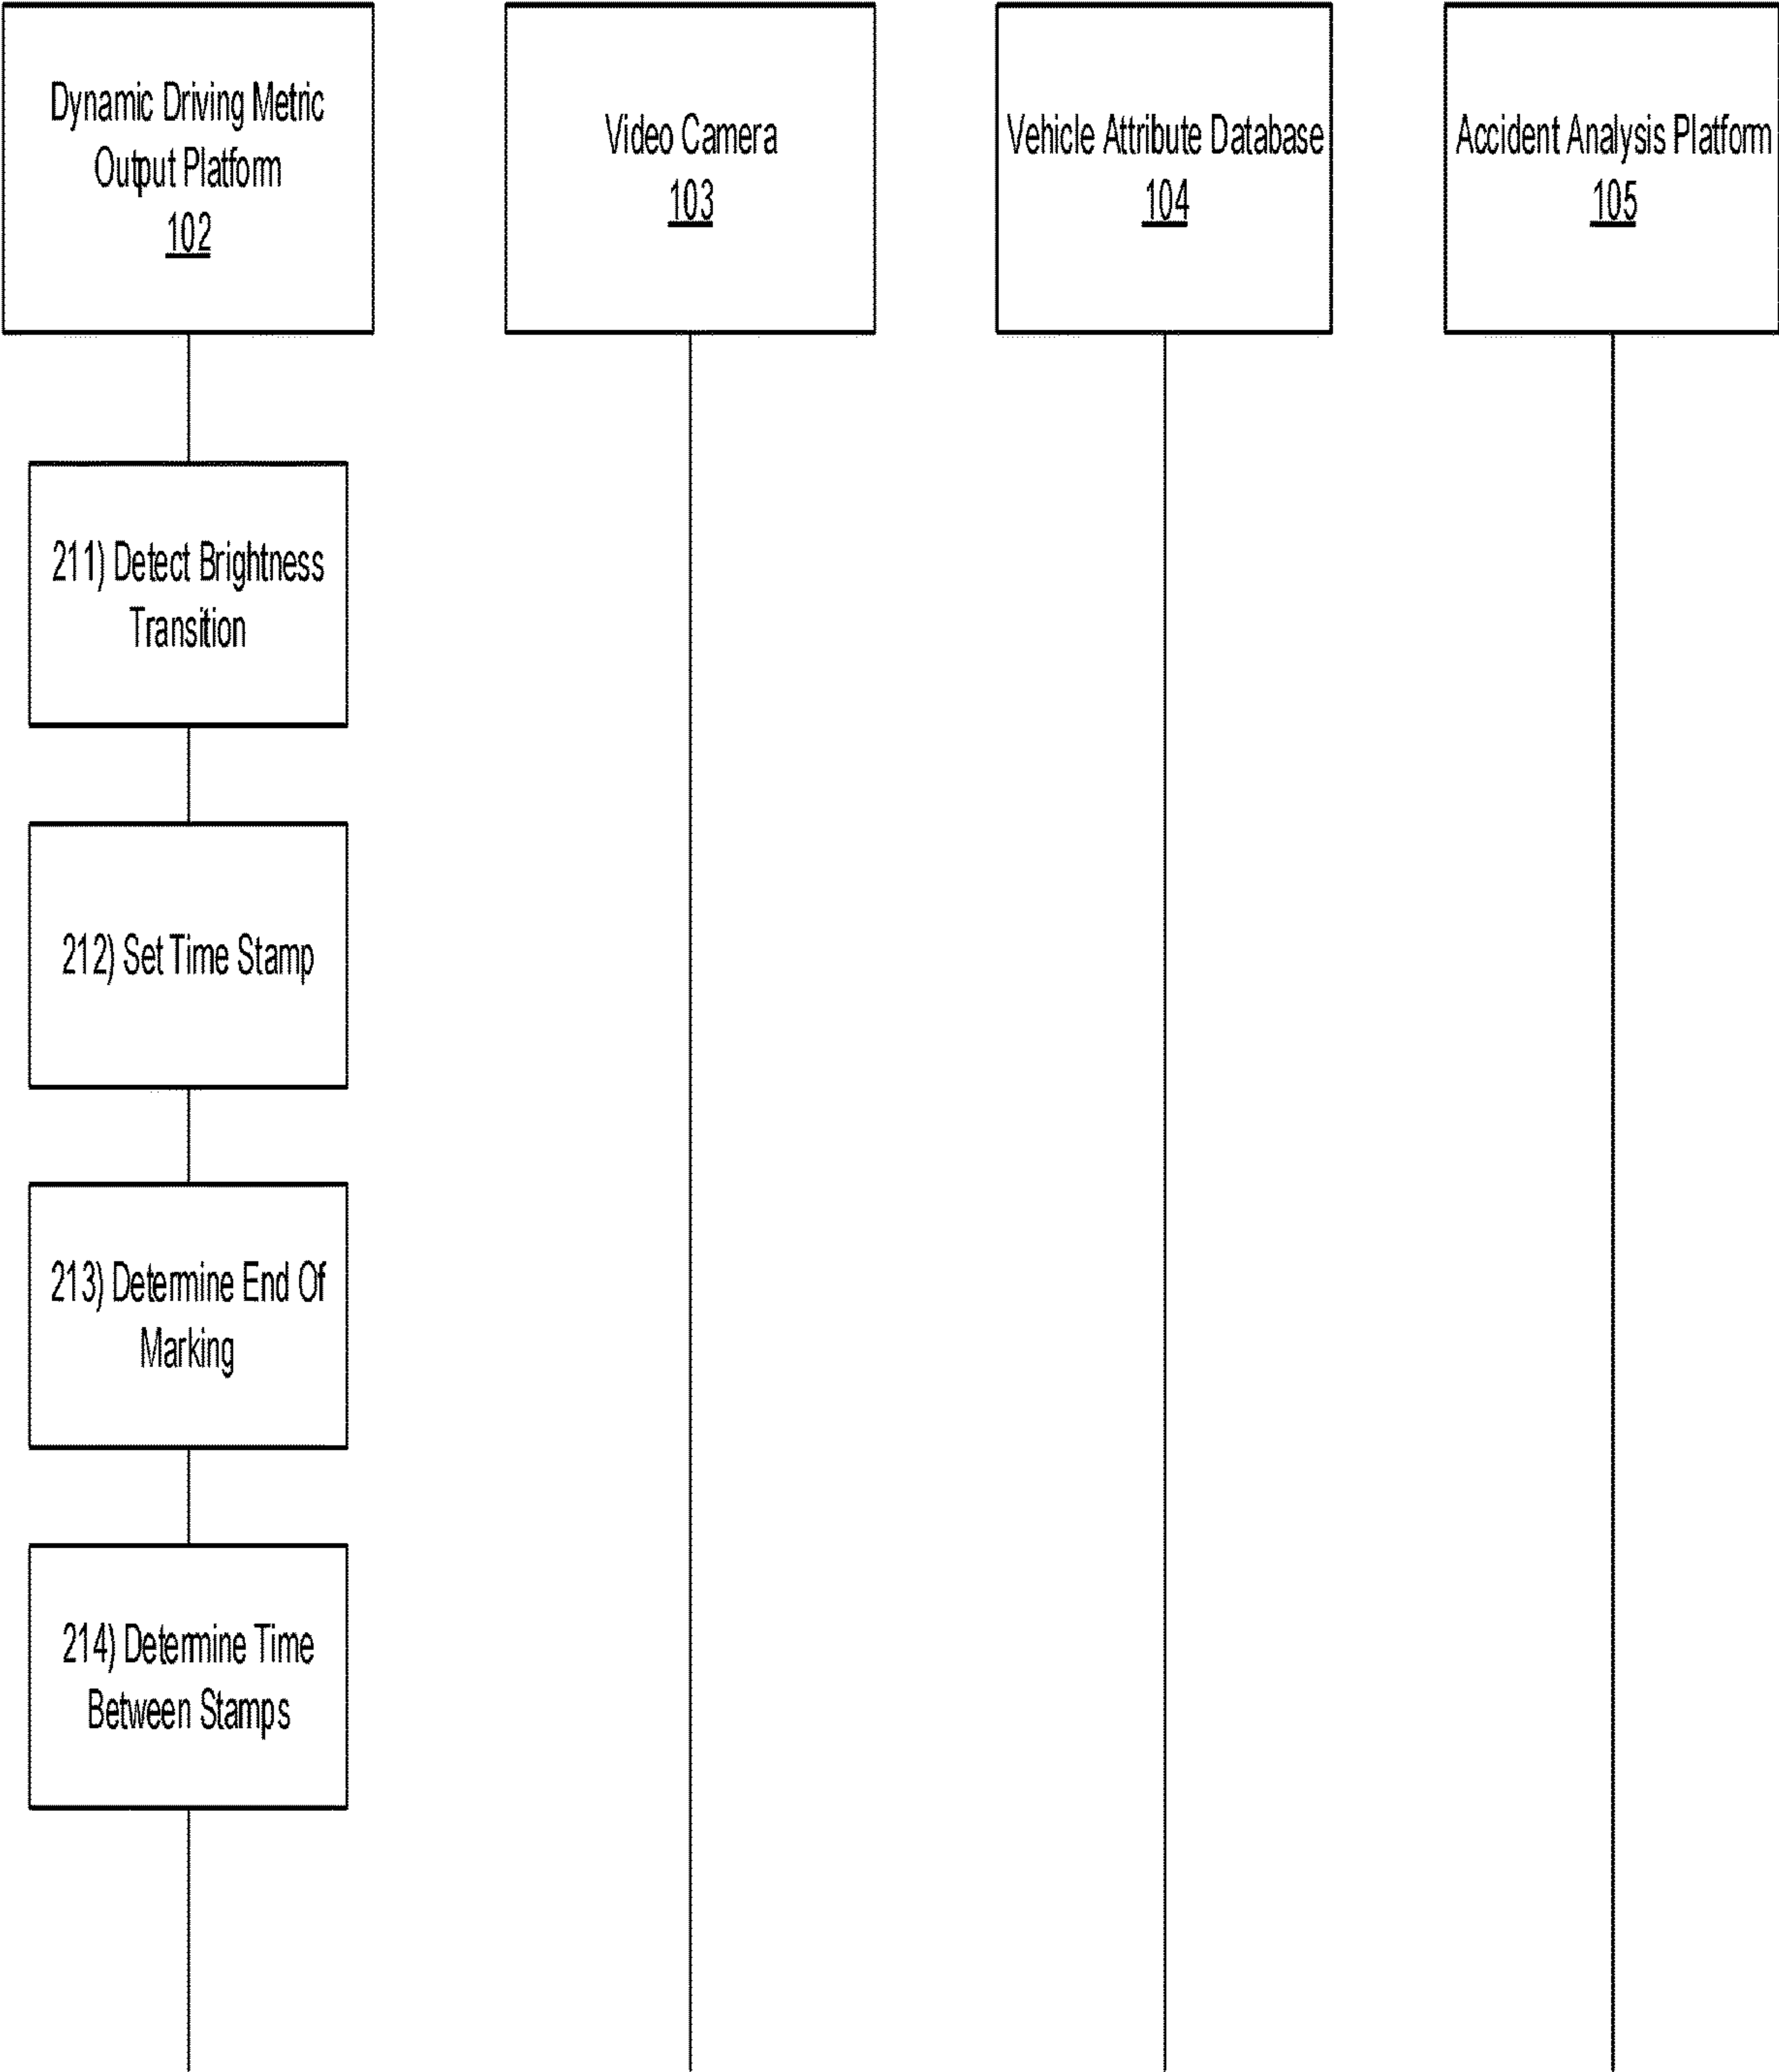 Dynamic Driving Metric
Output Platform
102
Video Camera
103
Vehicle Attribute Database
104
Accident Analysis Platform
105
211) Detect Brightness
Transition
212) Set Time Stamp
213) Determine End Of
Marking
214) Determine Time
Between Stamps